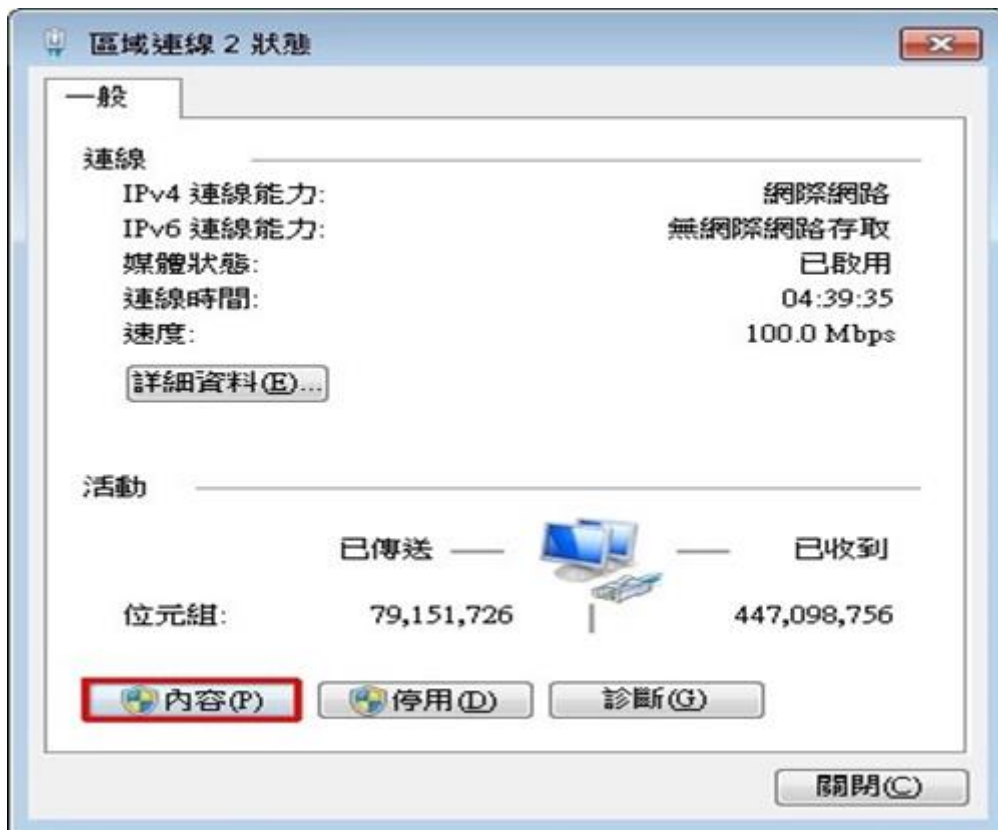 區域連線 2 狀態
一般
連線
IPv4 連線能力: 網際網路
IPv6 連線能力: 無網際網路存取
媒體狀態: 已啟用
連線時間: 04:39:35
速度: 100.0 Mbps
詳細資料(E)...
活動
已傳送 已收到
位元組: 79,151,726 447,098,756
內容(P) 停用(D) 診斷(G)
關閉(C)